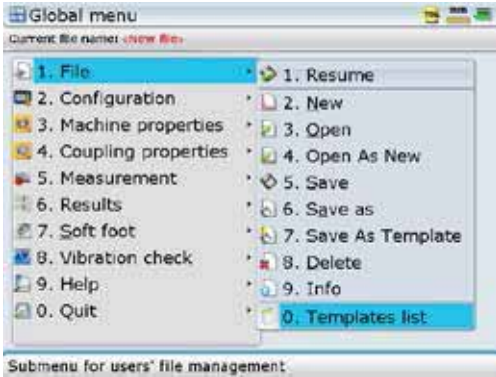 Global menu
Current file name: <New file>
1. File
2. Configuration
3. Machine properties
4. Coupling properties
5. Measurement
6. Results
7. Soft foot
8. Vibration check
9. Help
0. Quit
1. Resume
2. New
3. Open
4. Open As New
5. Save
6. Save as
7. Save As Template
8. Delete
9. Info
0. Templates list
Submenu for users' file management